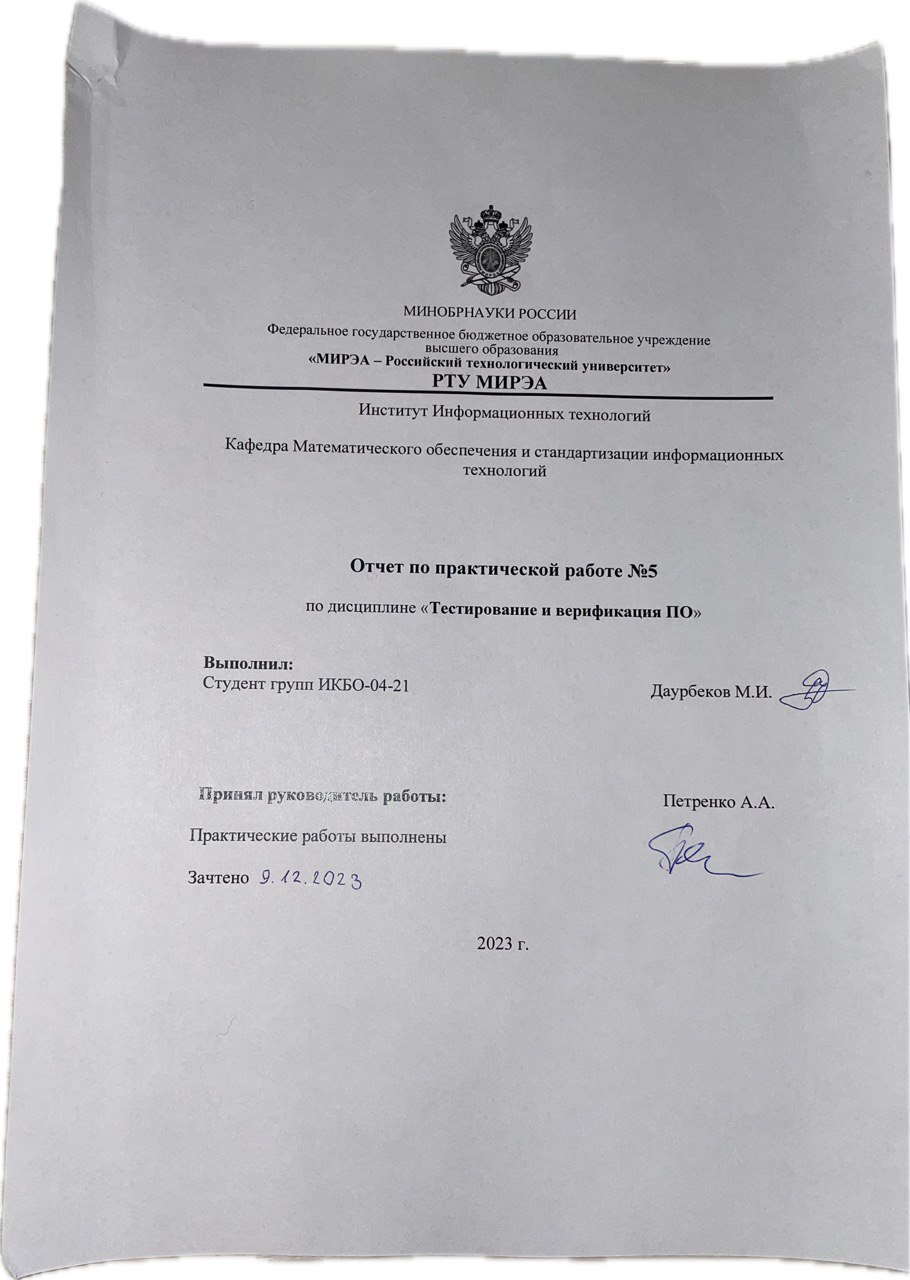 МИНОБРНАУКИ РОССИИ
Федеральное государственное бюджетное образовательное учреждение
высшего образования
«МИРЭА – Российский технологический университет»
РТУ МИРЭА
Институт Информационных технологий
Кафедра Математического обеспечения и стандартизации информационных
технологий
Отчет по практической работе №5
по дисциплине «Тестирование и верификация ПО»
Выполнил:
Студент групп ИКБО-04-21 Даурбеков М.И.
Принял руководитель работы: Петренко А.А.
Практические работы выполнены
Зачтено 9.12.2023
2023 г.